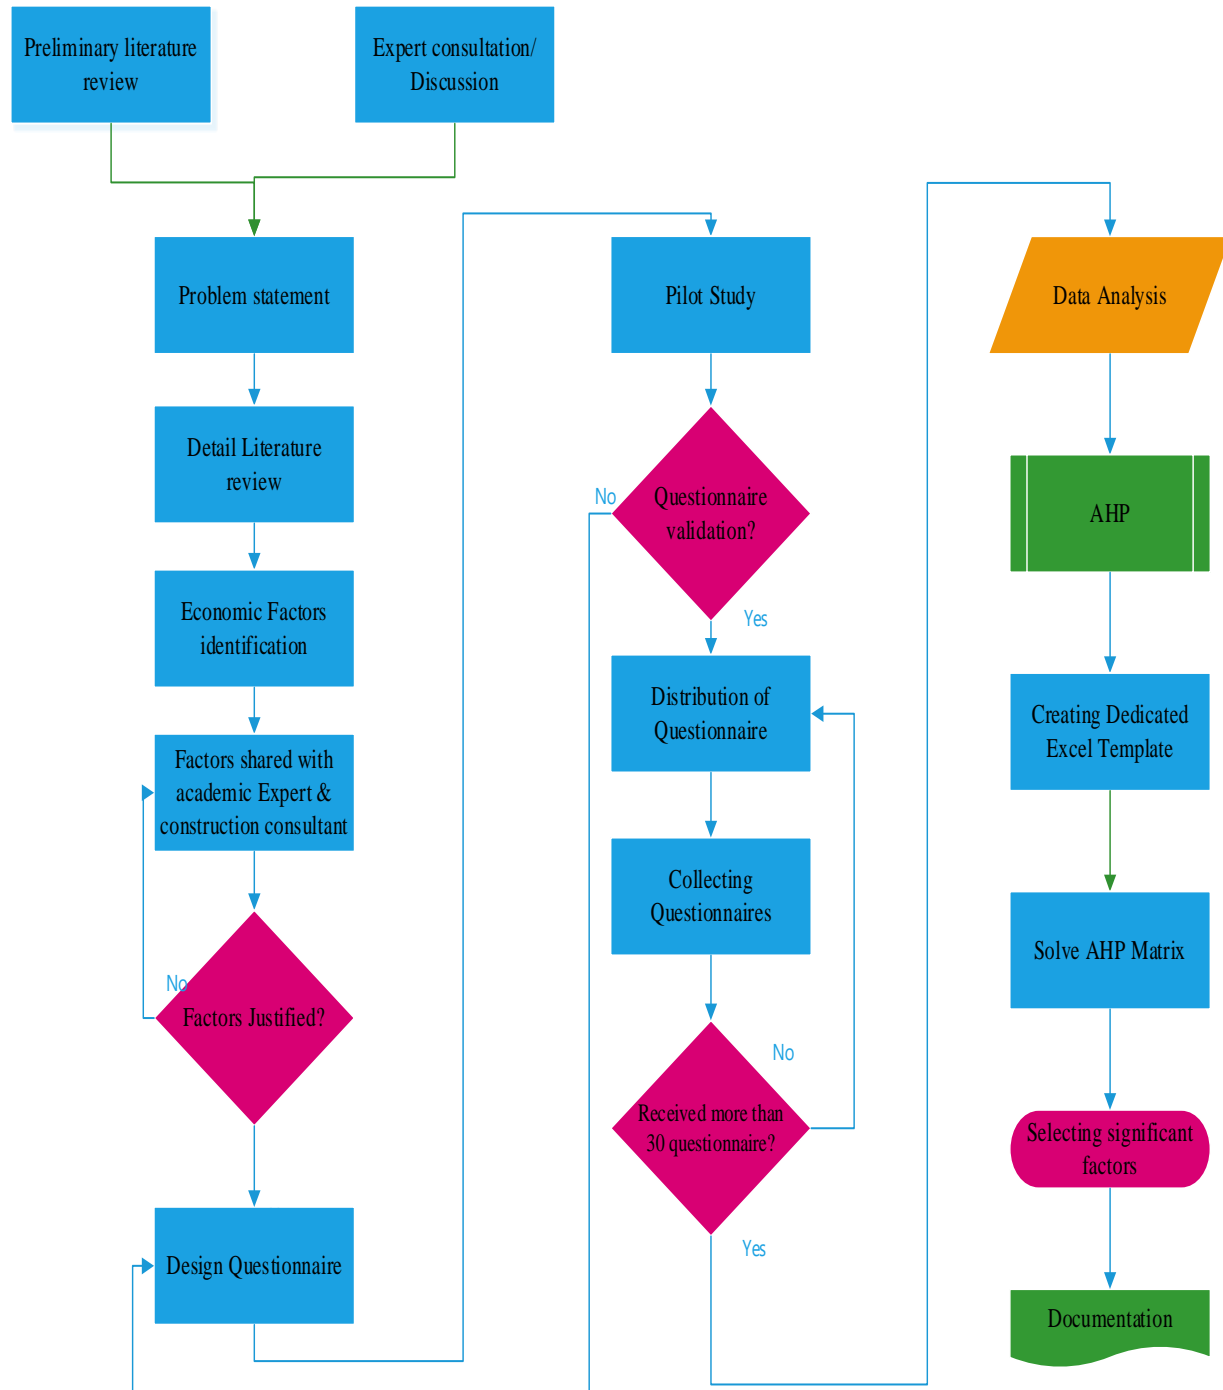 Preliminary literature
review
Expert consultation/
Discussion
Problem statement
Detail Literature
review
Economic Factors
identification
Factors shared with
academic Expert &
construction consultant
No
Factors Justified?
Design Questionnaire
Pilot Study
No
Questionnaire
validation?
Yes
Distribution of
Questionnaire
Collecting
Questionnaires
No
Received more than
30 questionnaire?
Yes
Data Analysis
AHP
Creating Dedicated
Excel Template
Solve AHP Matrix
Selecting significant
factors
Documentation